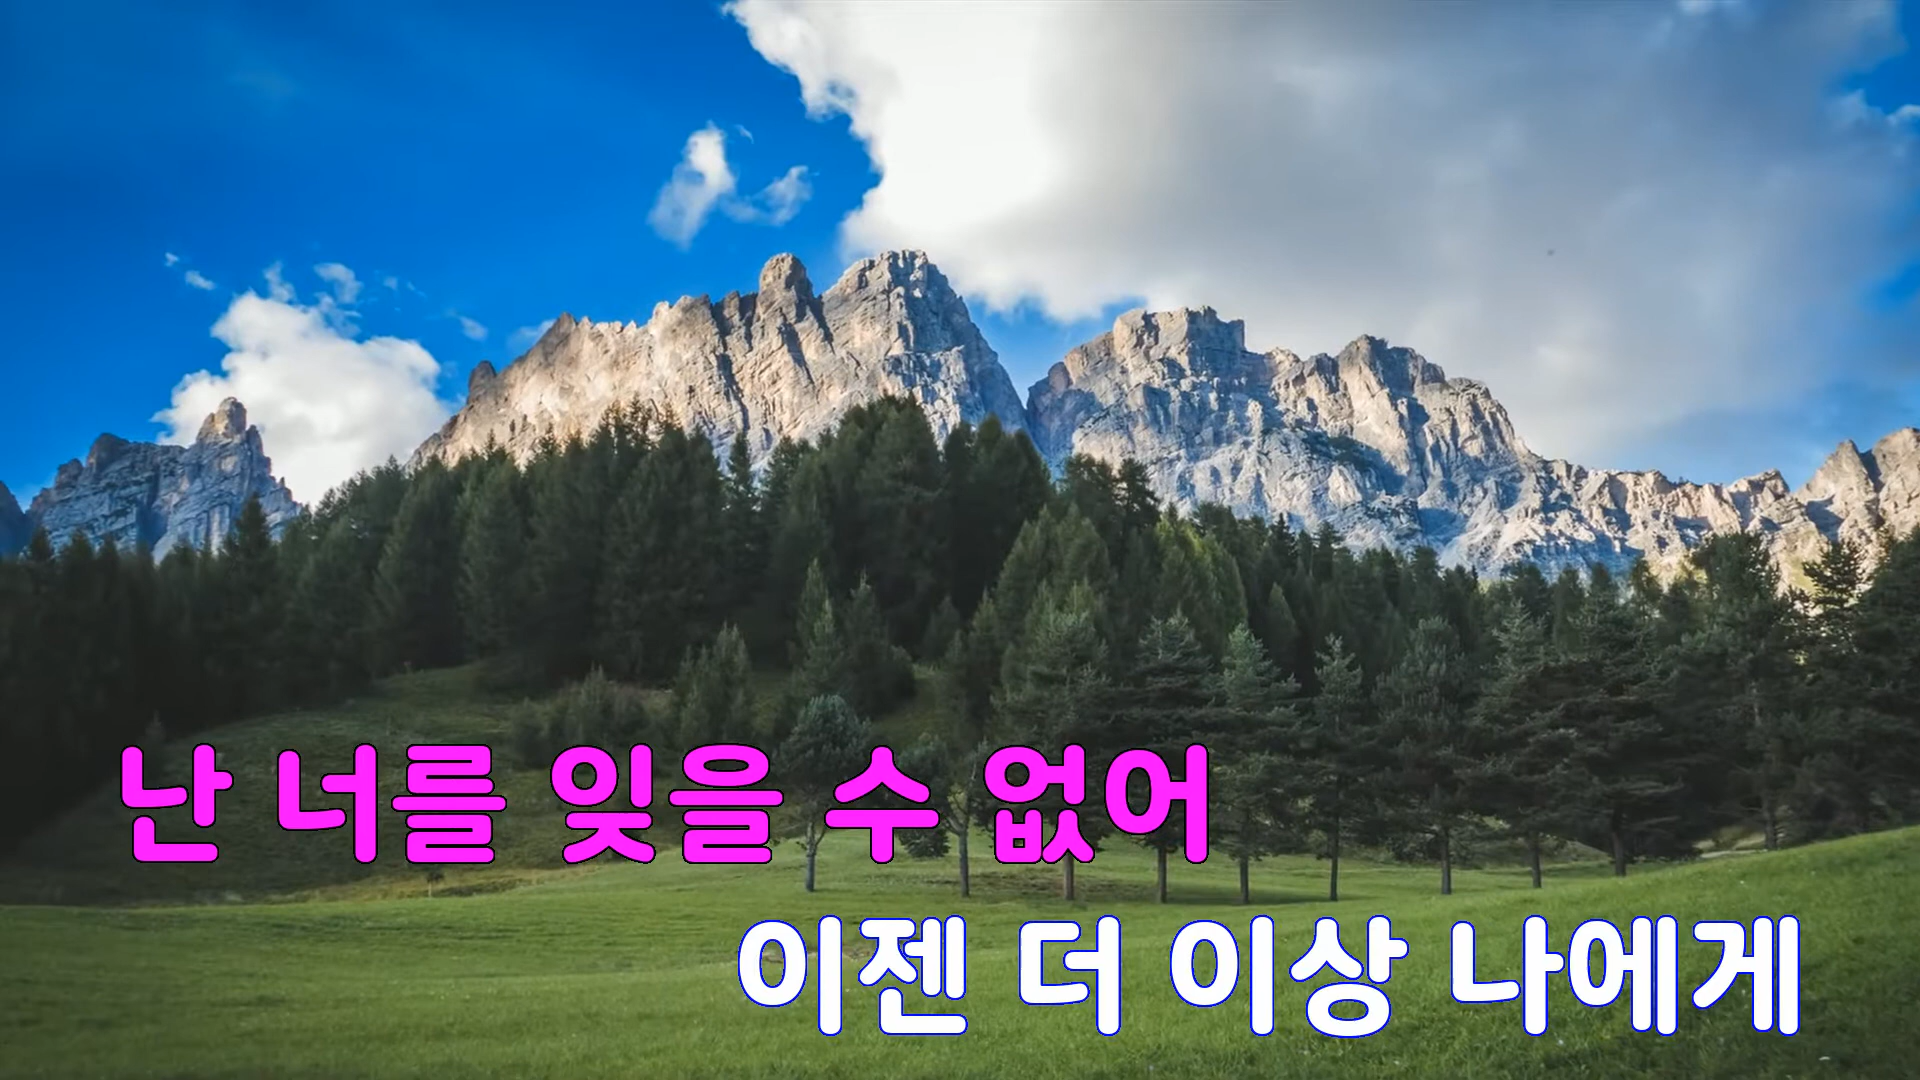 난 너를 잊을 수 없어
이젠 더 이상 나에게